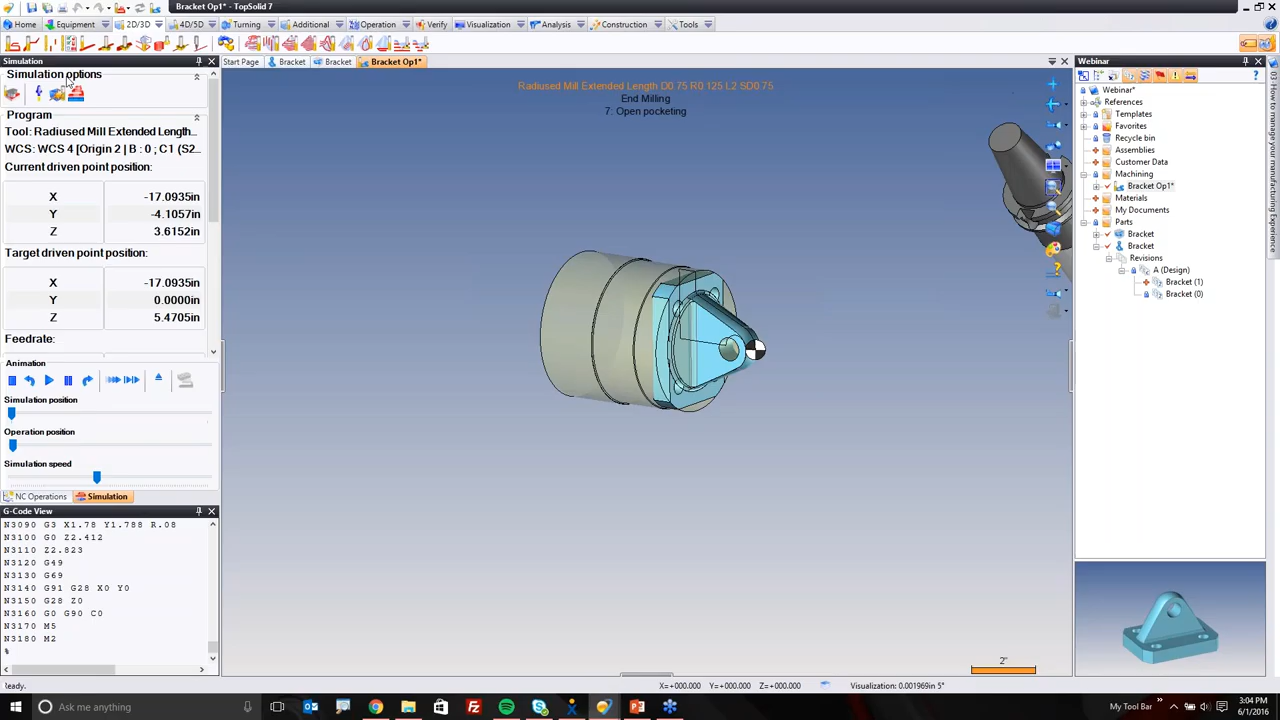 Bracket Op1* - TopSolid 7
Home
Equipment
2D/3D
4D/5D
Turning
Additional
Operation
Verify
Visualization
Analysis
Construction
Tools
Simulation
Start Page
Bracket
Bracket
Bracket Op1*
Webinar
Simulation options
Program
Tool: Radiused Mill Extended Length...
WCS: WCS 4 [Origin 2 | B : 0 ; C1 (S2...
Current driven point position:
X -17.0935in
Y -4.1057in
Z 3.6152in
Target driven point position:
X -17.0935in
Y 0.0000in
Z 5.4705in
Feedrate:
Animation
Simulation position
Operation position
Simulation speed
NC Operations
Simulation
G-Code View
N3090 G3 X1.78 Y1.788 R.08
N3100 G0 Z2.412
N3110 Z2.823
N3120 G49
N3130 G69
N3140 G91 G28 X0 Y0
N3150 G28 Z0
N3160 G0 G90 C0
N3170 M5
N3180 M2
%
Radiused Mill Extended Length D0.75 R0.125 L2 SD0.75
End Milling
7: Open pocketing
2"
Webinar*
References
Templates
Favorites
Recycle bin
Assemblies
Customer Data
Machining
Bracket Op1*
Materials
My Documents
Parts
Bracket
Bracket
Revisions
A (Design)
Bracket (1)
Bracket (0)
03 How to manage your manufacturing Experience
Ready.
X=+000.000 Y=+000.000 Z=+000.000
Visualization: 0.001969in 5°
Ask me anything
My Tool Bar
3:04 PM
6/1/2016